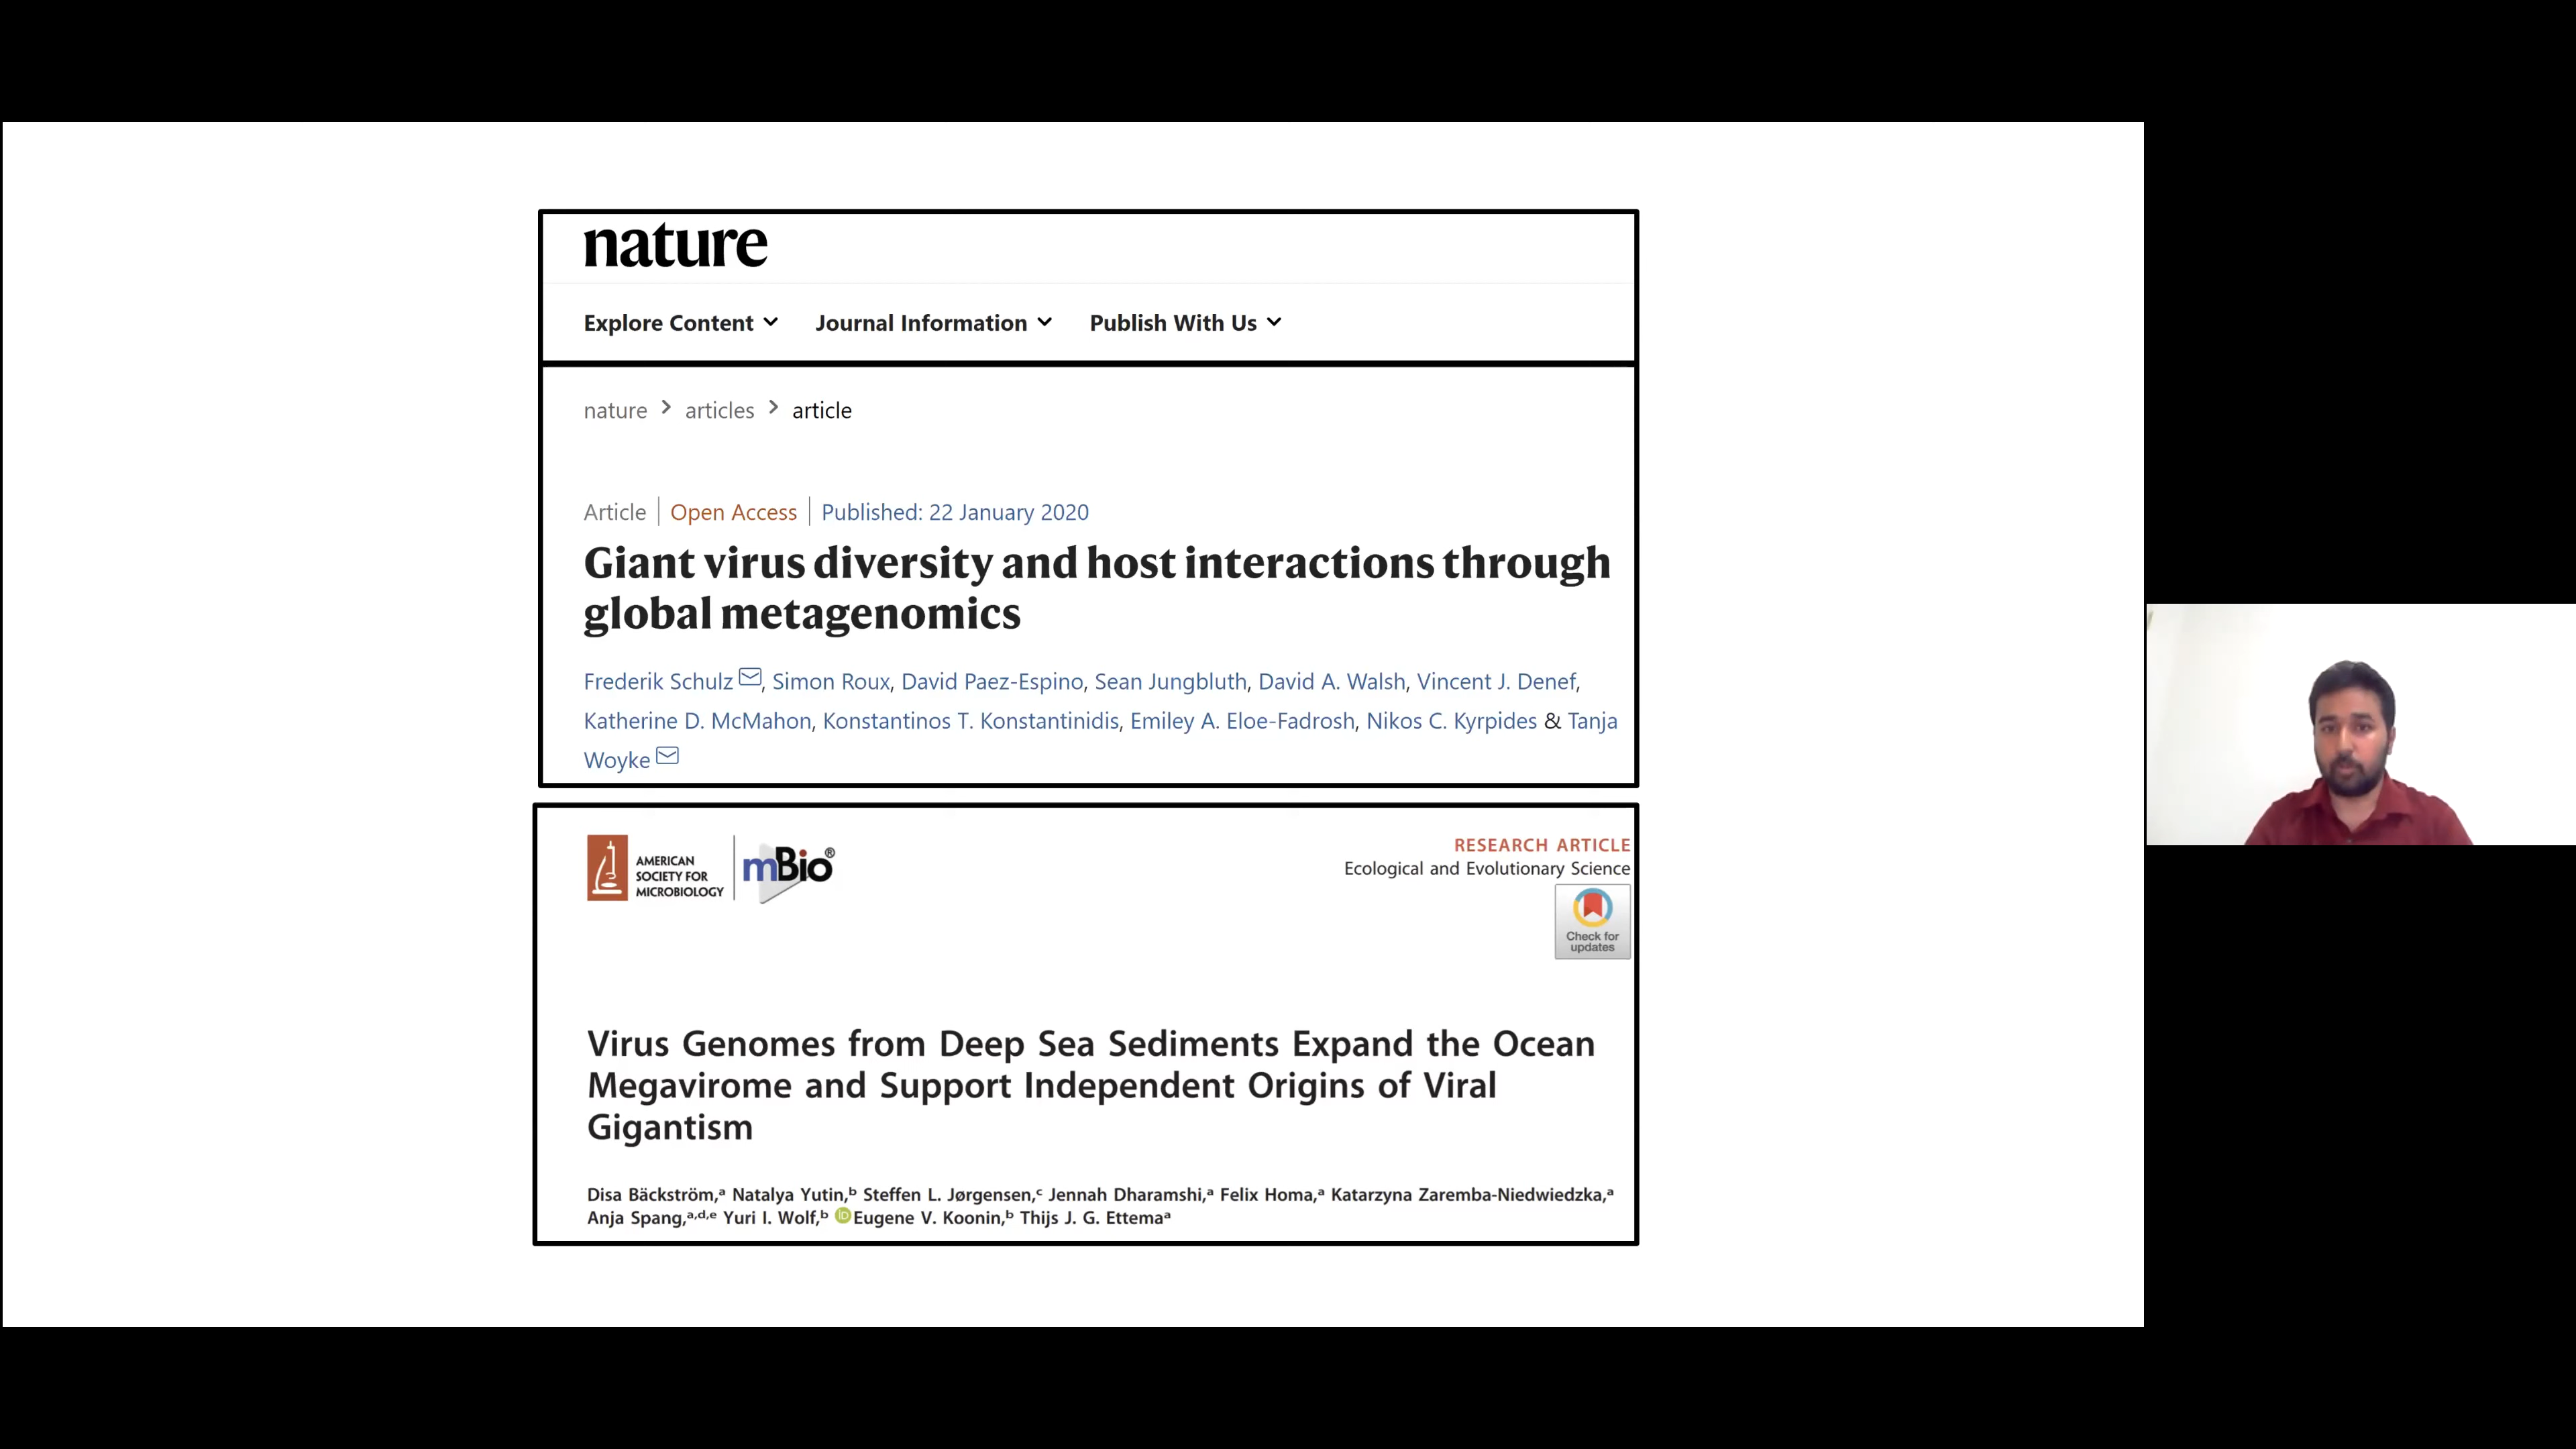 nature
Explore Content Journal Information Publish With Us
nature > articles > article
Article | Open Access | Published: 22 January 2020
Giant virus diversity and host interactions through
global metagenomics
Frederik Schulz, Simon Roux, David Paez-Espino, Sean Jungbluth, David A. Walsh, Vincent J. Denef,
Katherine D. McMahon, Konstantinos T. Konstantinidis, Emiley A. Eloe-Fadrosh, Nikos C. Kyrpides & Tanja
Woyke
AMERICAN
SOCIETY FOR
MICROBIOLOGY
mBio®
RESEARCH ARTICLE
Ecological and Evolutionary Science
Check for
updates
Virus Genomes from Deep Sea Sediments Expand the Ocean
Megavirome and Support Independent Origins of Viral
Gigantism
Disa Bäckström,ᵃ Natalya Yutin,ᵇ Steffen L. Jørgensen,ᶜ Jennah Dharamshi,ᵃ Felix Homa,ᵃ Katarzyna Zaremba-Niedwiedzka,ᵃ
Anja Spang,ᵃ,ᵈ,ᵉ Yuri I. Wolf,ᵇ iD Eugene V. Koonin,ᵇ Thijs J. G. Ettemaᵃ